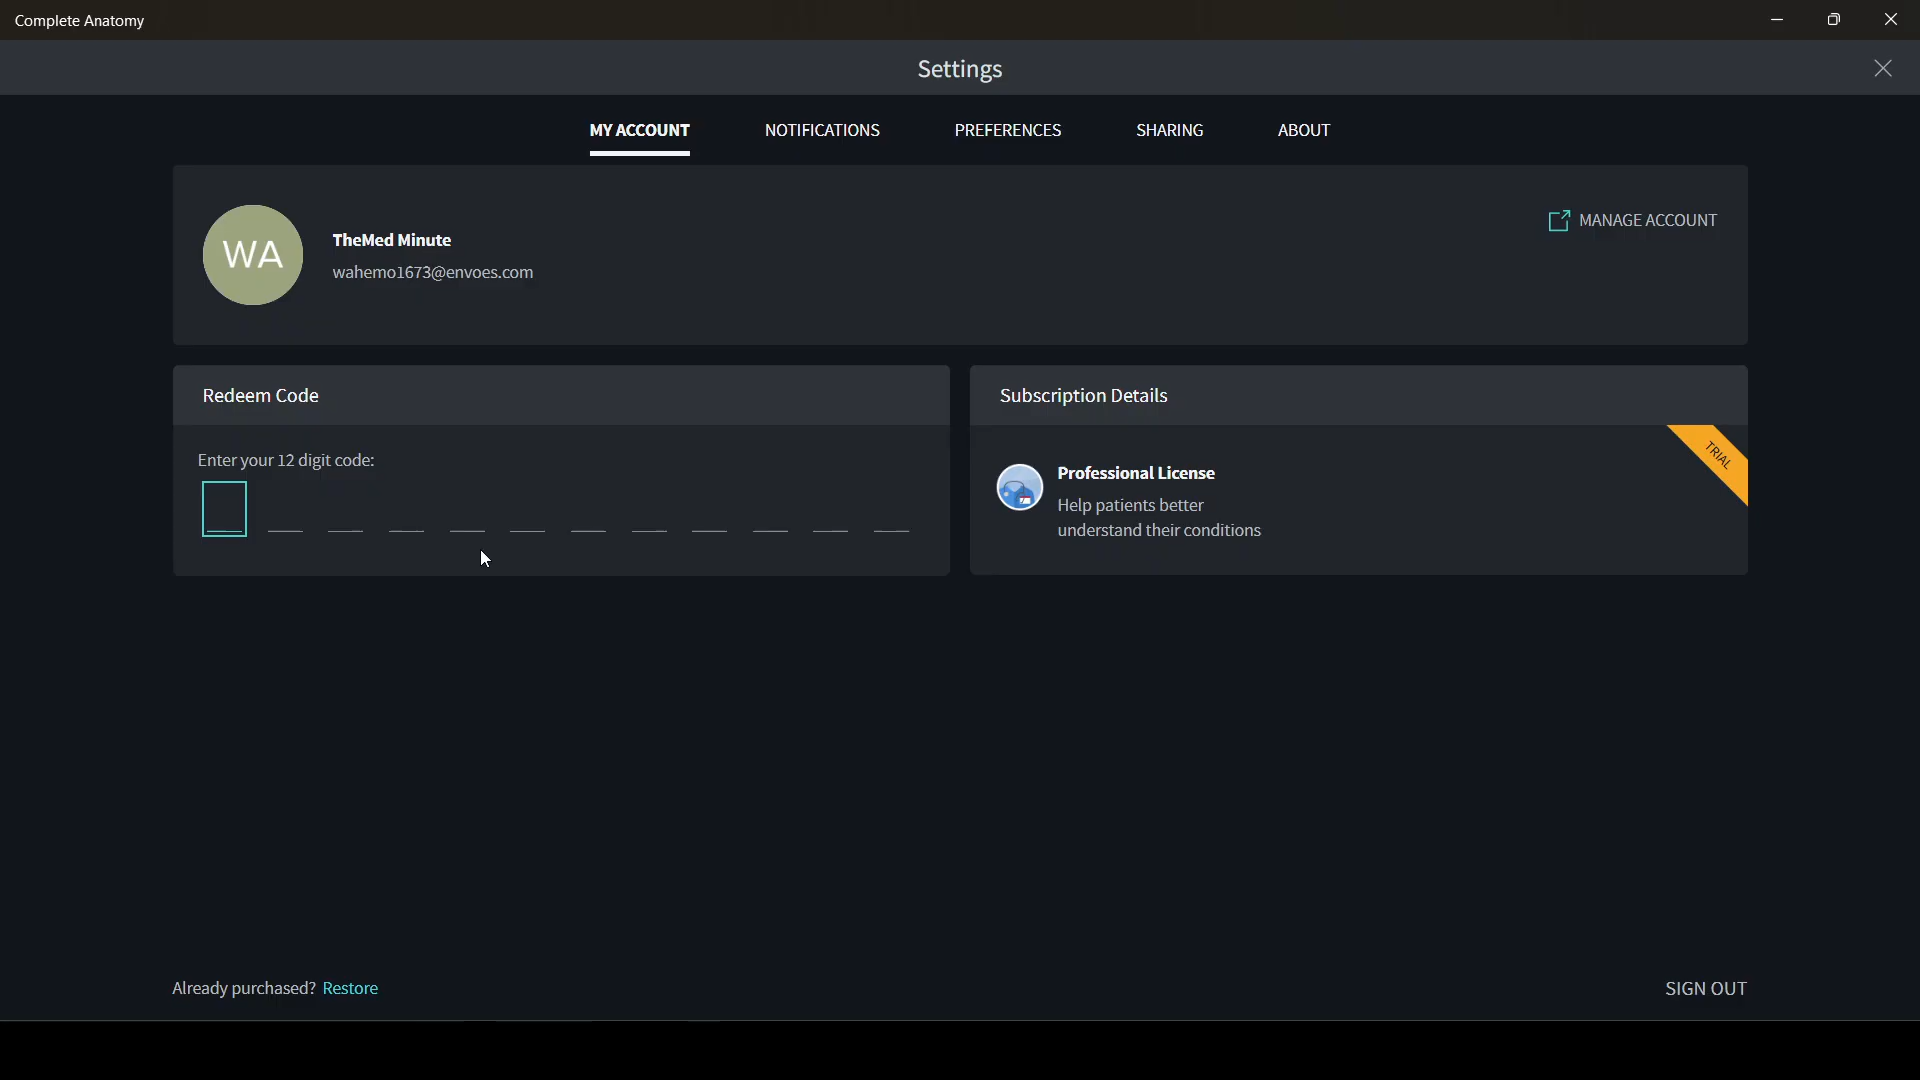 Complete Anatomy
Settings
MY ACCOUNT
NOTIFICATIONS
PREFERENCES
SHARING
ABOUT
WA
TheMed Minute
wahemo1673@envoes.com
MANAGE ACCOUNT
Redeem Code
Enter your 12 digit code:
Subscription Details
TRIAL
Professional License
Help patients better
understand their conditions
Already purchased? Restore
SIGN OUT